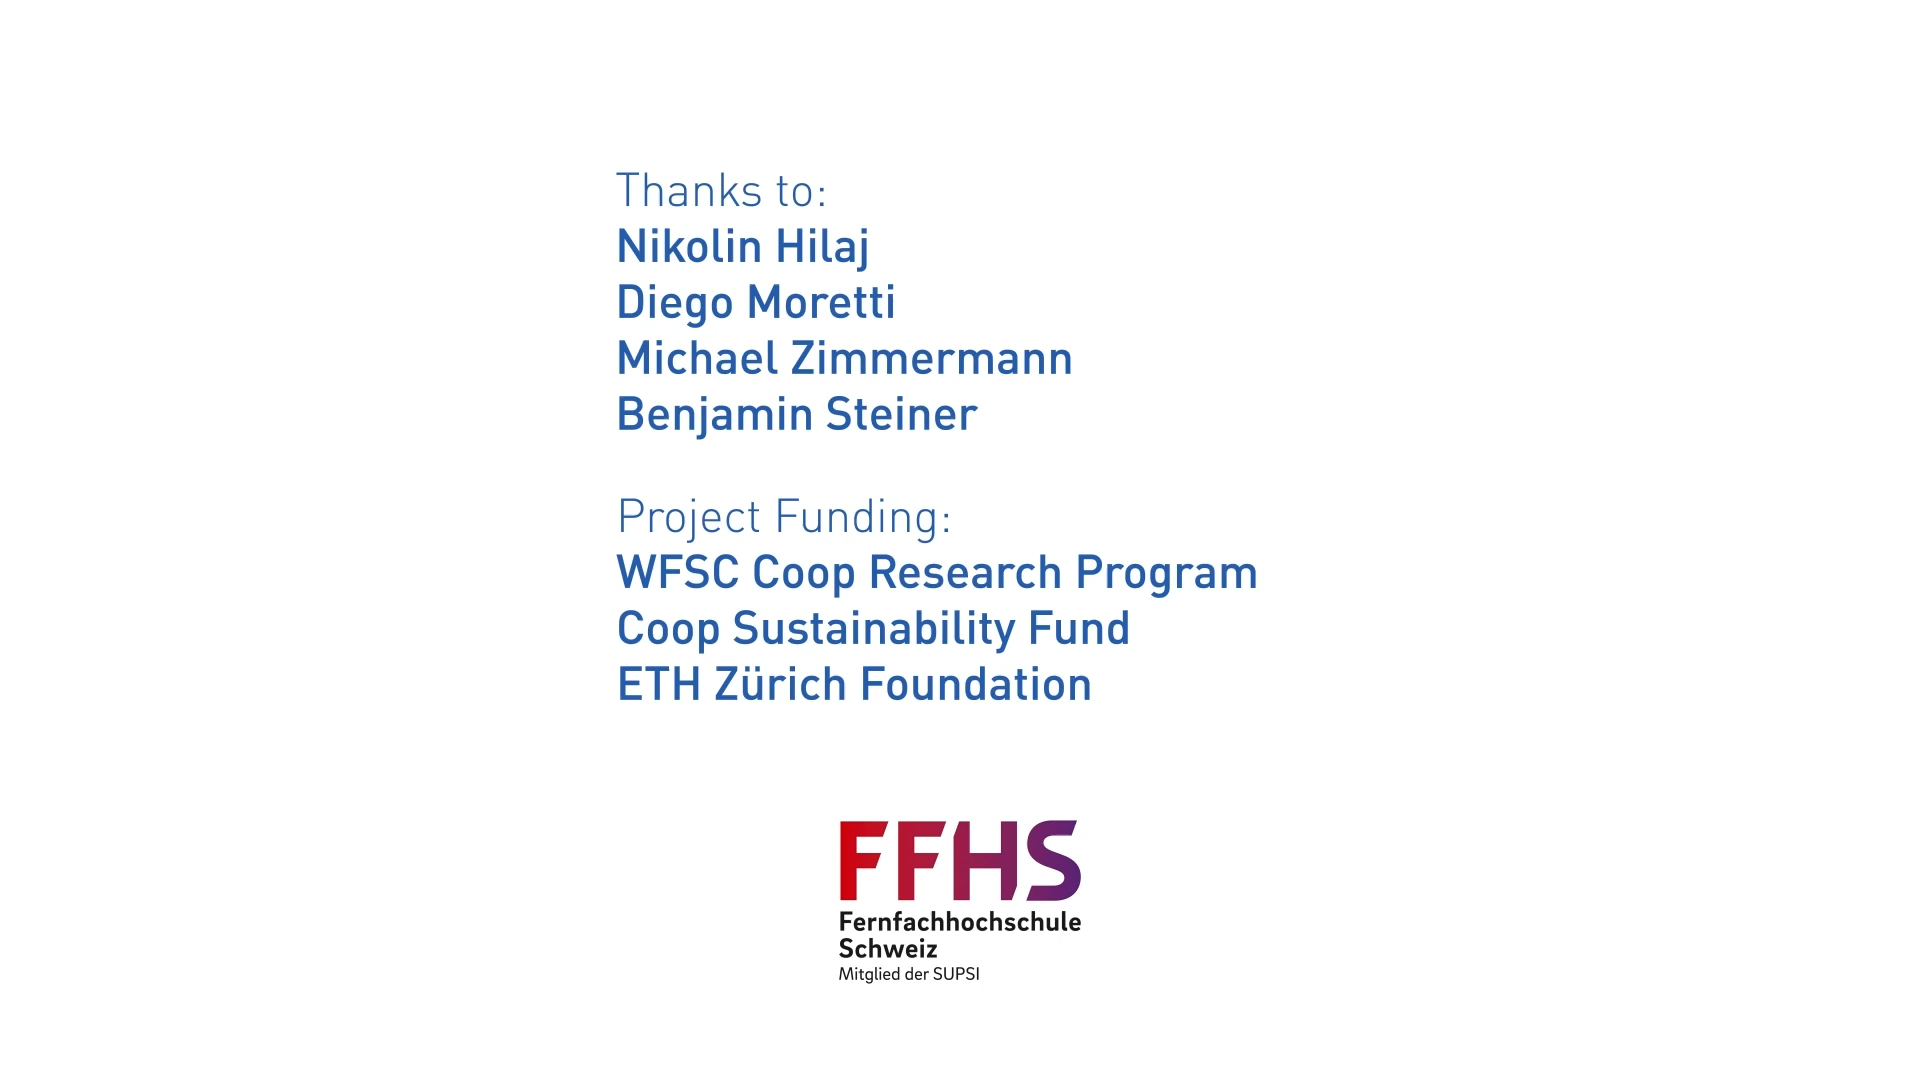 Thanks to:
Nikolin Hilaj
Diego Moretti
Michael Zimmermann
Benjamin Steiner
Project Funding:
WFSC Coop Research Program
Coop Sustainability Fund
ETH Zürich Foundation
FFHS
Fernfachhochschule
Schweiz
Mitglied der SUPSI